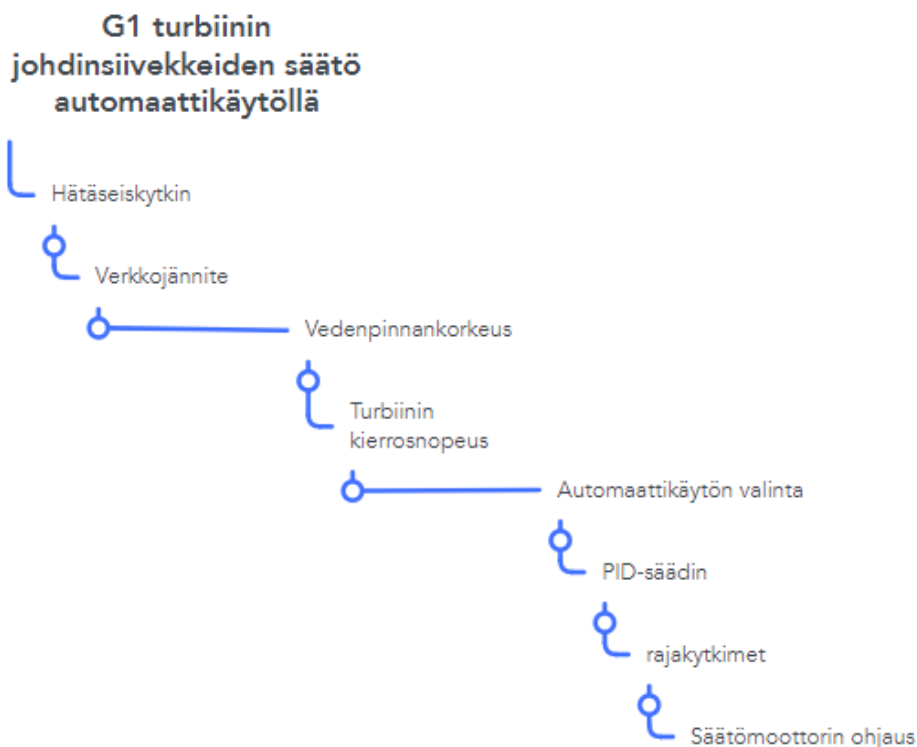 G1 turbiinin
johdinsiivekkeiden säätö
automaattikäytöllä
Hätäseiskytkin
Verkkojännite
Vedenpinnankorkeus
Turbiinin
kierrosnopeus
Automaattikäytön valinta
PID-säädin
rajakytkimet
Säätömoottorin ohjaus